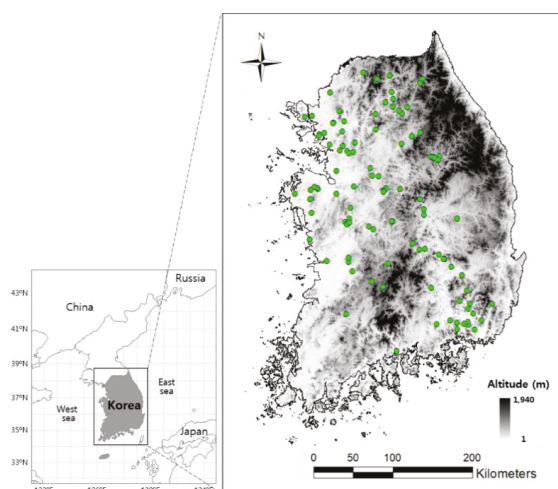 N
Russia
43°N
China
41°N
39°N
East
sea
37°N
Korea
West
sea
35°N
Japan
33°N
Altitude (m)
1,940
1
0 50 100 200
Kilometers